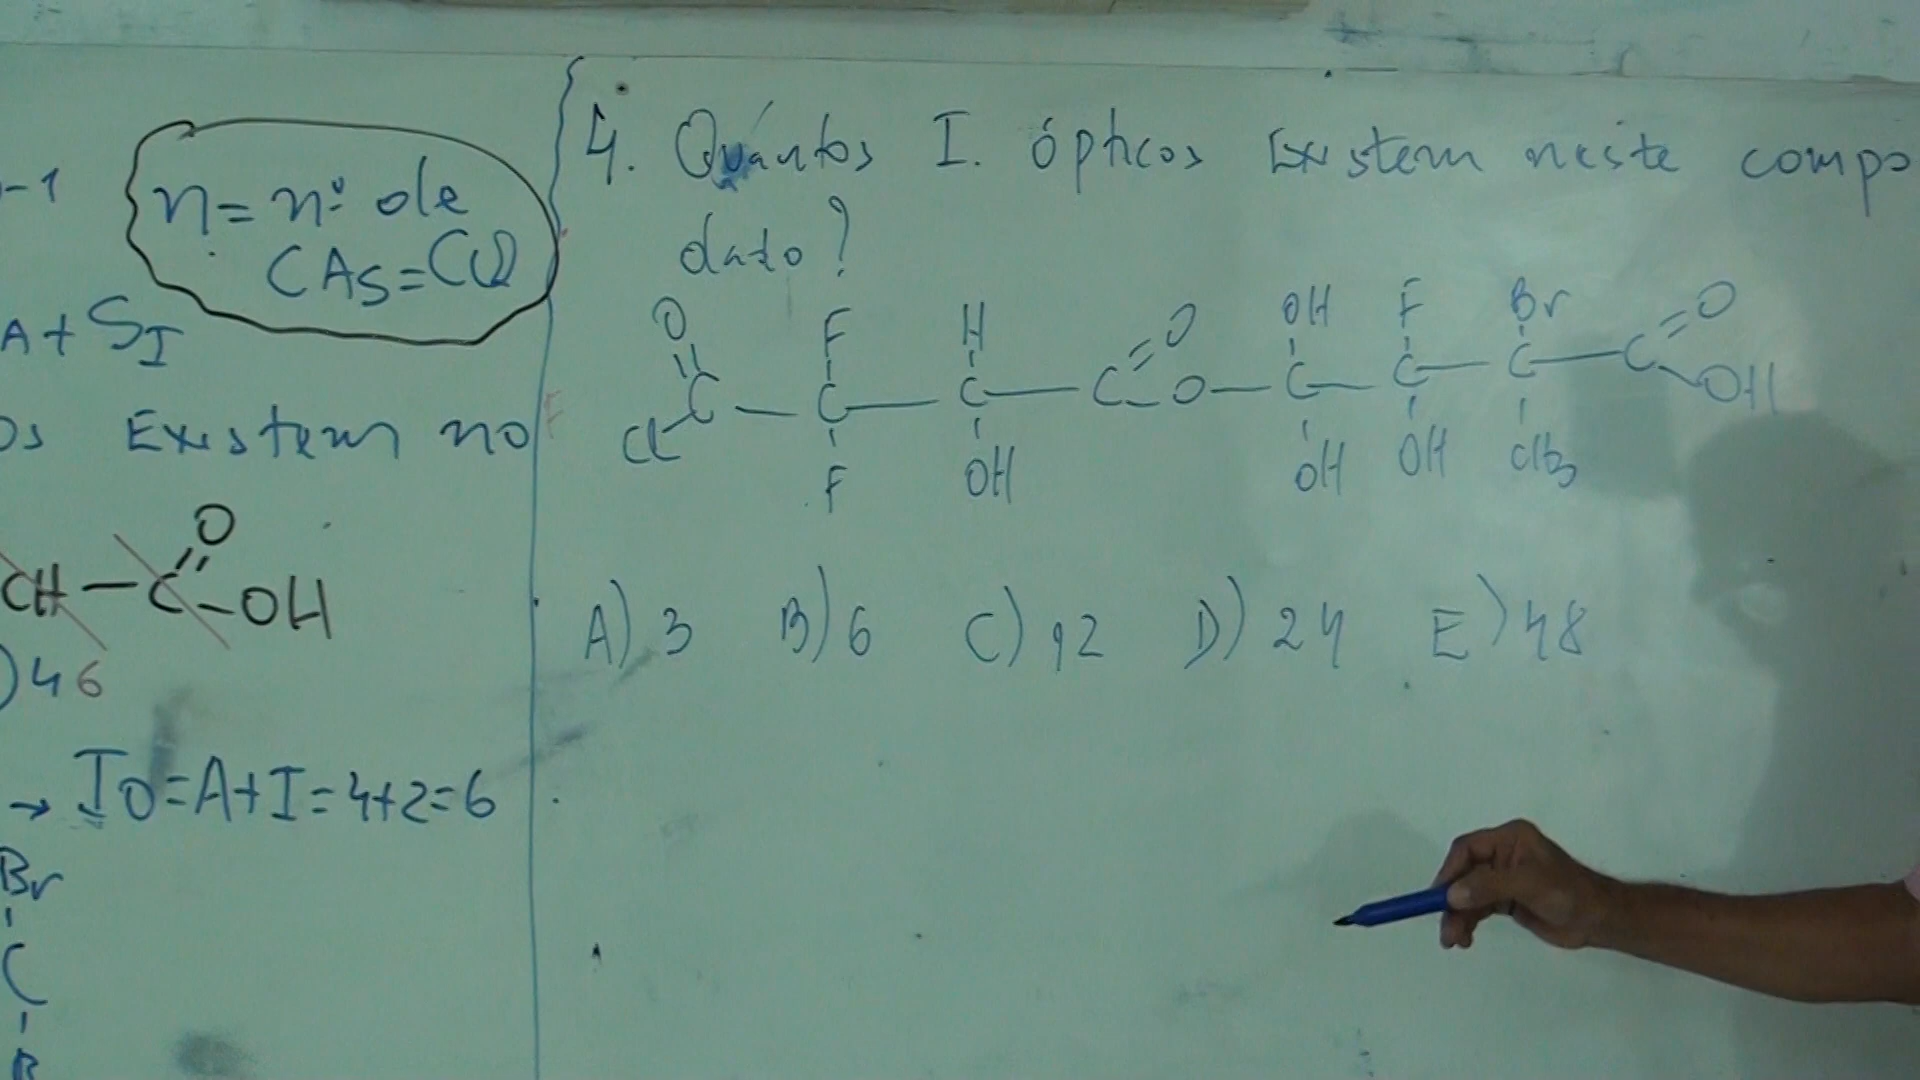 -1
n = nº de
CAs = CQ
A + SI
os Existem no
CH - C = O - OH
)46
→ Io = A + I = 4+2 = 6
Br
C
4. Quántos I. ópticos Existem neste compo
dado?
O F H O OH F Br O
Cl C C C C O C C C C OH
F OH OH OH CH3
A) 3 B) 6 C) 12 D) 24 E) 48